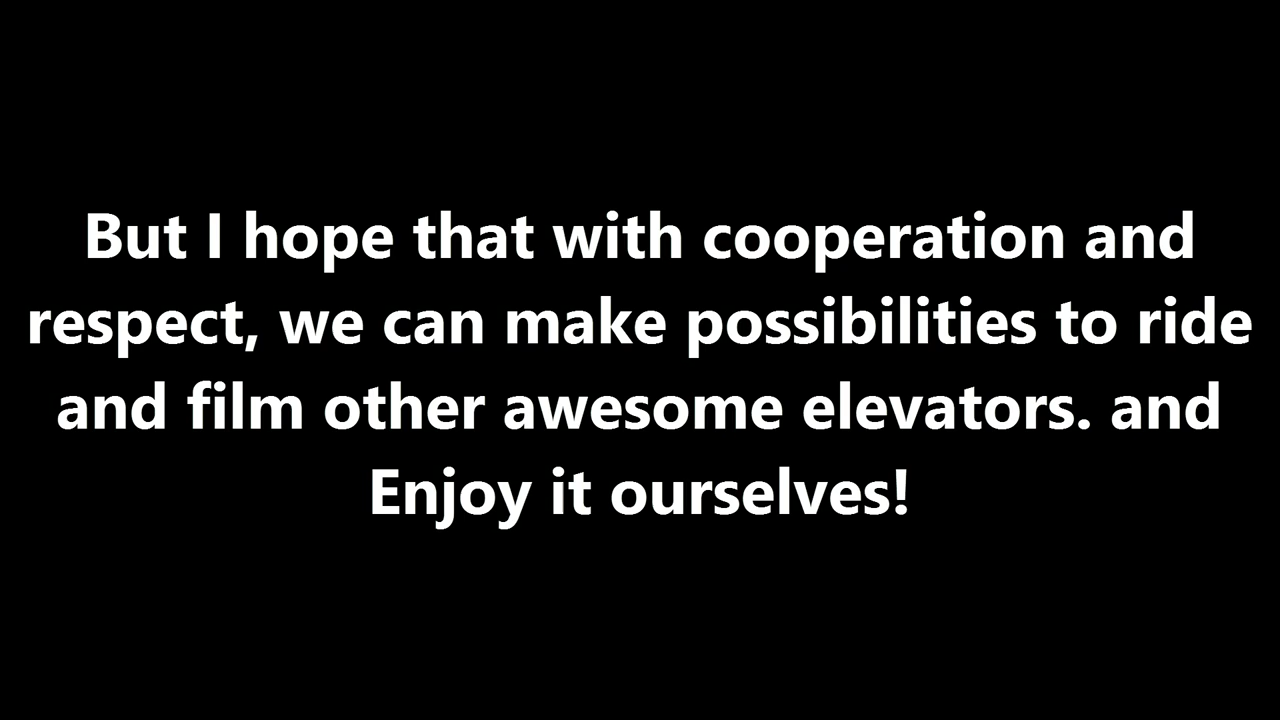 But I hope that with cooperation and
respect, we can make possibilities to ride
and film other awesome elevators. and
Enjoy it ourselves!